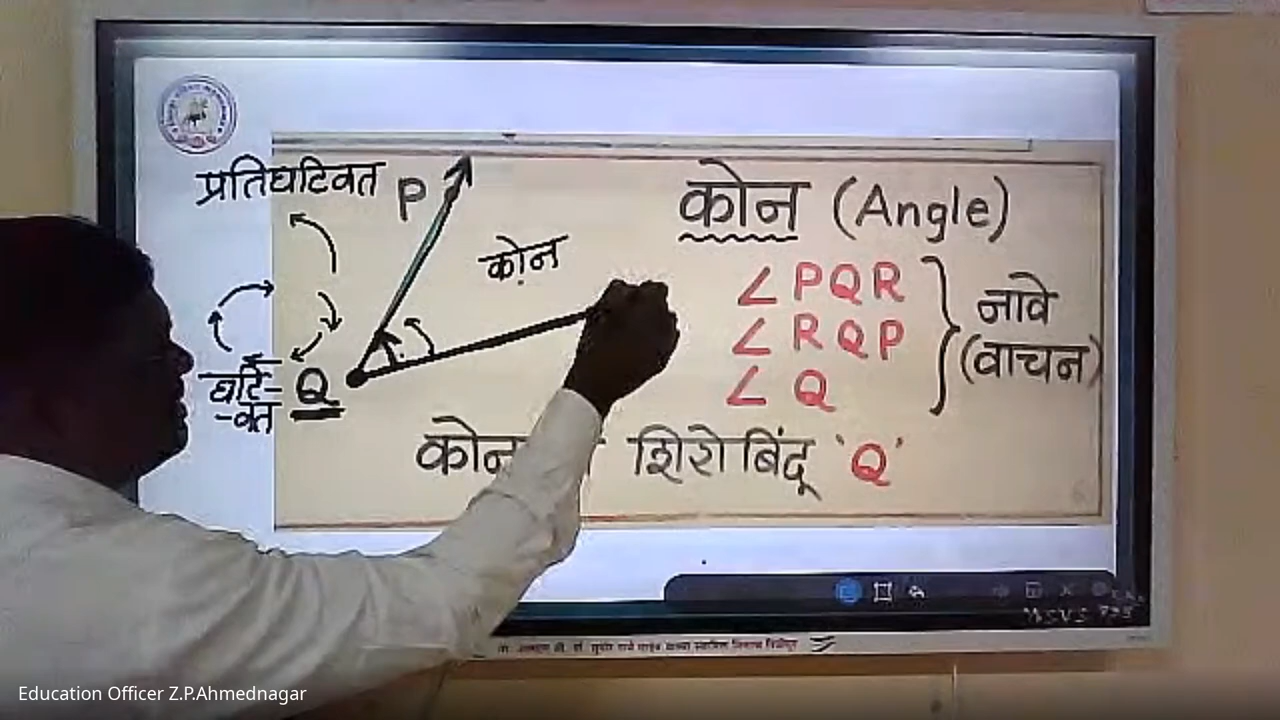 प्रतिघटिवत
P
कोन
घटि-
-वत
Q
कोन (Angle)
∠ PQR
∠ RQP
∠ Q
नावे
(वाचन)
कोन शिरोबिंदू 'Q'
Education Officer Z.P.Ahmednagar